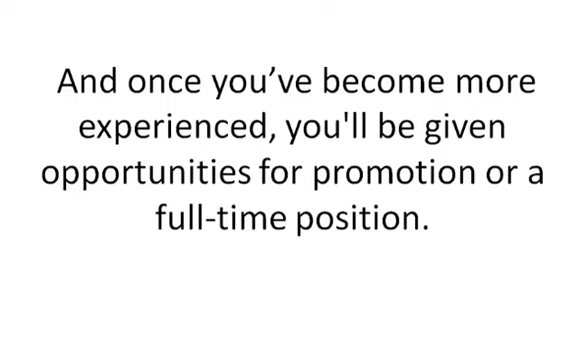 And once you’ve become more
experienced, you'll be given
opportunities for promotion or a
full-time position.